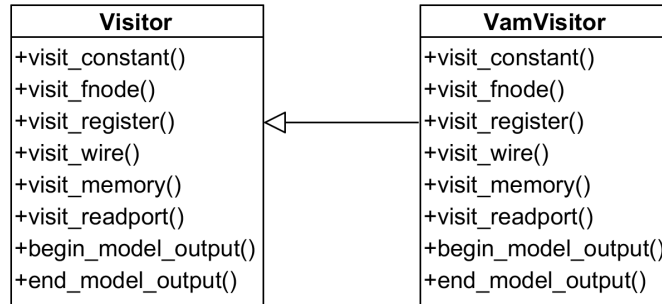 Visitor
+visit_constant()
+visit_fnode()
+visit_register()
+visit_wire()
+visit_memory()
+visit_readport()
+begin_model_output()
+end_model_output()
VamVisitor
+visit_constant()
+visit_fnode()
+visit_register()
+visit_wire()
+visit_memory()
+visit_readport()
+begin_model_output()
+end_model_output()